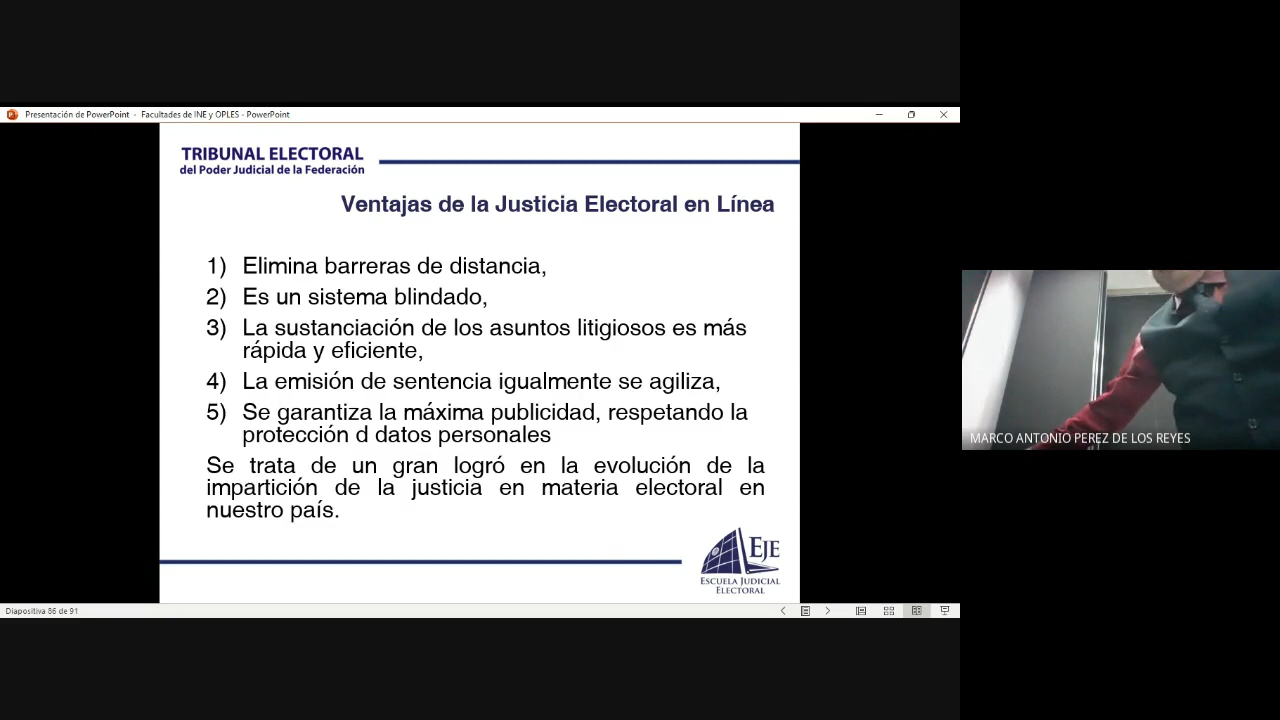 Presentación de PowerPoint - Facultades de INE y OPLES - PowerPoint
TRIBUNAL ELECTORAL
del Poder Judicial de la Federación
Ventajas de la Justicia Electoral en Línea
1) Elimina barreras de distancia,
2) Es un sistema blindado,
3) La sustanciación de los asuntos litigiosos es más
rápida y eficiente,
4) La emisión de sentencia igualmente se agiliza,
5) Se garantiza la máxima publicidad, respetando la
protección d datos personales
Se trata de un gran logró en la evolución de la
impartición de la justicia en materia electoral en
nuestro país.
EJE
ESCUELA JUDICIAL
ELECTORAL
Diapositiva 86 de 91
MARCO ANTONIO PEREZ DE LOS REYES